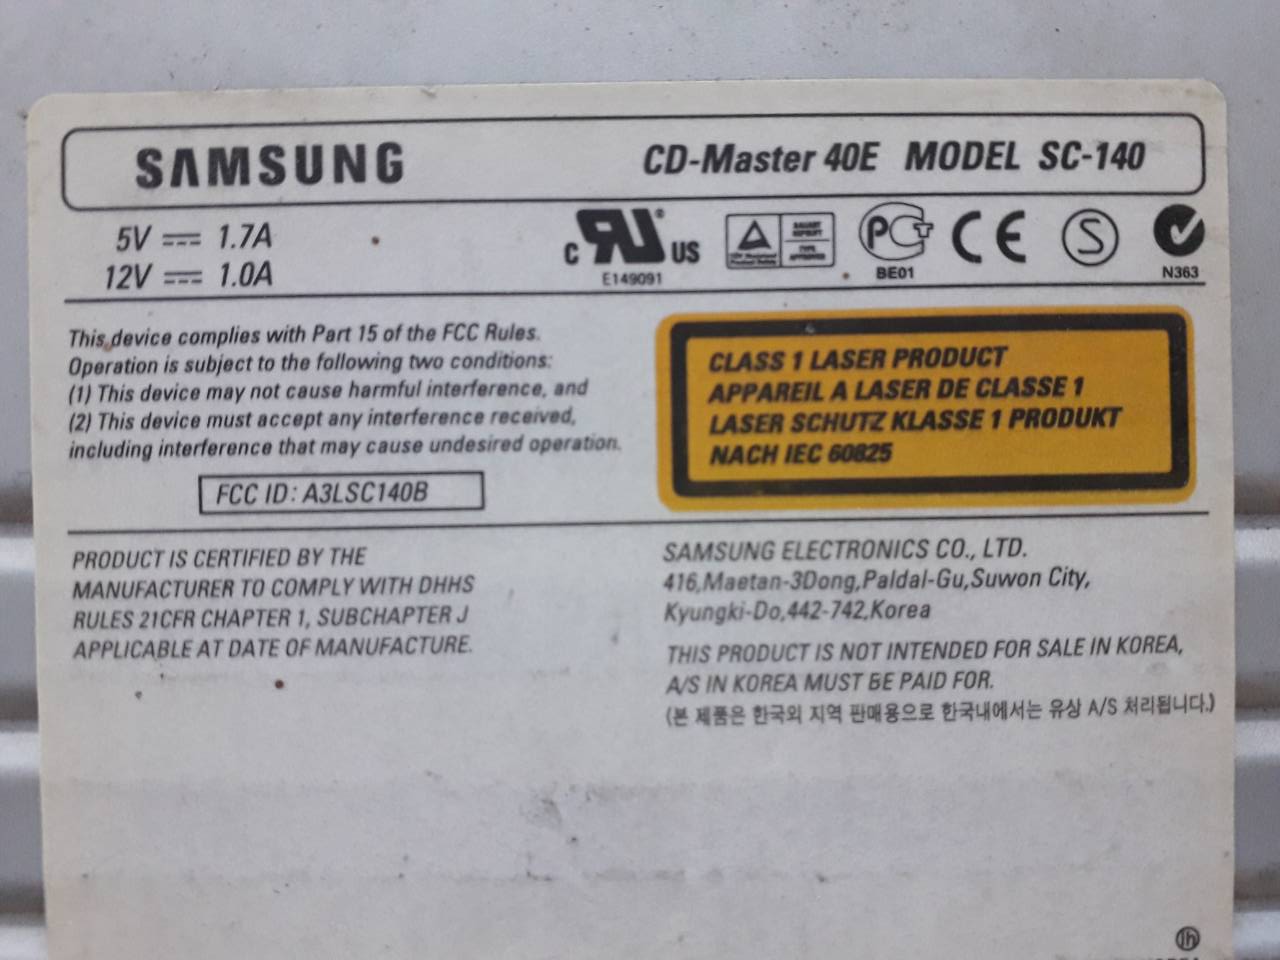 SAMSUNG CD-Master 40E MODEL SC-140
5V 1.7A
12V 1.0A
C RU® US
E149091
BE01
CE
S
N363
This device complies with Part 15 of the FCC Rules.
Operation is subject to the following two conditions:
(1) This device may not cause harmful interference, and
(2) This device must accept any interference received,
including interference that may cause undesired operation.
FCC ID: A3LSC140B
CLASS 1 LASER PRODUCT
APPAREIL A LASER DE CLASSE 1
LASER SCHUTZ KLASSE 1 PRODUKT
NACH IEC 60825
PRODUCT IS CERTIFIED BY THE
MANUFACTURER TO COMPLY WITH DHHS
RULES 21CFR CHAPTER 1, SUBCHAPTER J
APPLICABLE AT DATE OF MANUFACTURE.
SAMSUNG ELECTRONICS CO., LTD.
416,Maetan-3Dong,Paldal-Gu,Suwon City,
Kyungki-Do,442-742,Korea
THIS PRODUCT IS NOT INTENDED FOR SALE IN KOREA,
A/S IN KOREA MUST BE PAID FOR.
(본 제품은 한국외 지역 판매용으로 한국내에서는 유상 A/S 처리됩니다.)